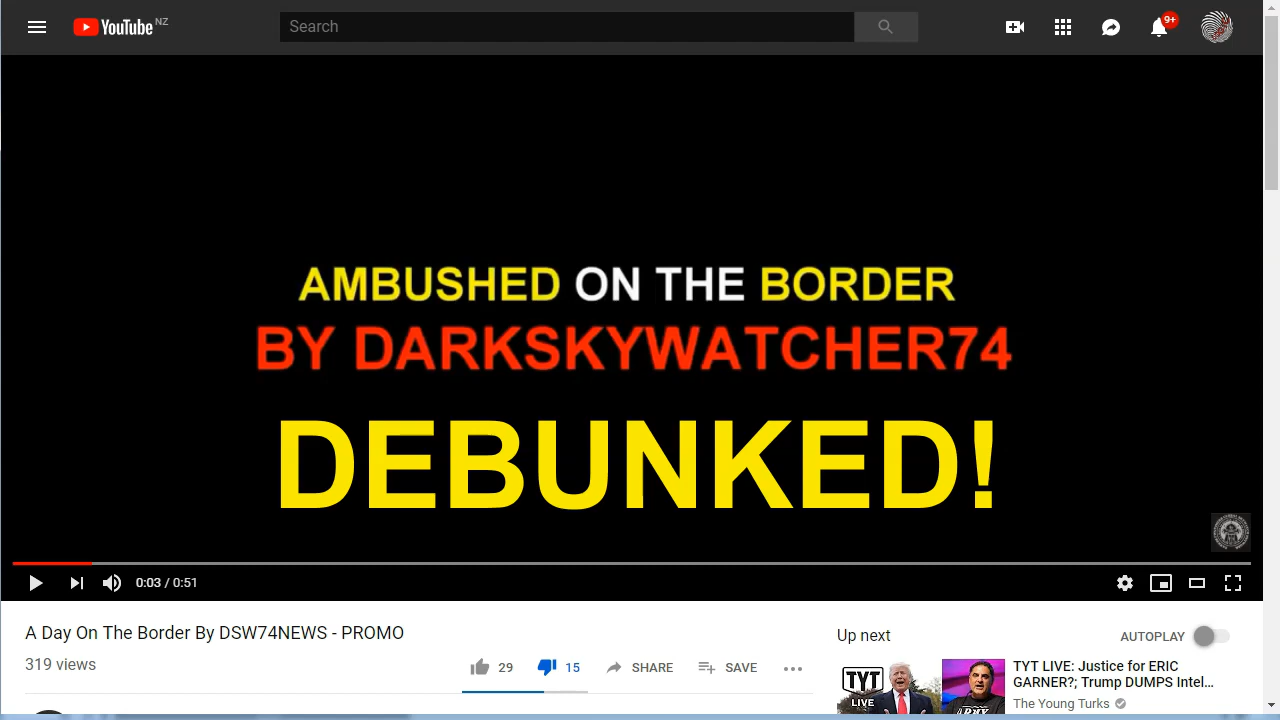 YouTube NZ
Search
9+
AMBUSHED ON THE BORDER
BY DARKSKYWATCHER74
DEBUNKED!
0:03 / 0:51
A Day On The Border By DSW74NEWS - PROMO
319 views
29
15
SHARE
SAVE
Up next
AUTOPLAY
TYT
LIVE
TYT LIVE: Justice for ERIC
GARNER?; Trump DUMPS Intel...
The Young Turks